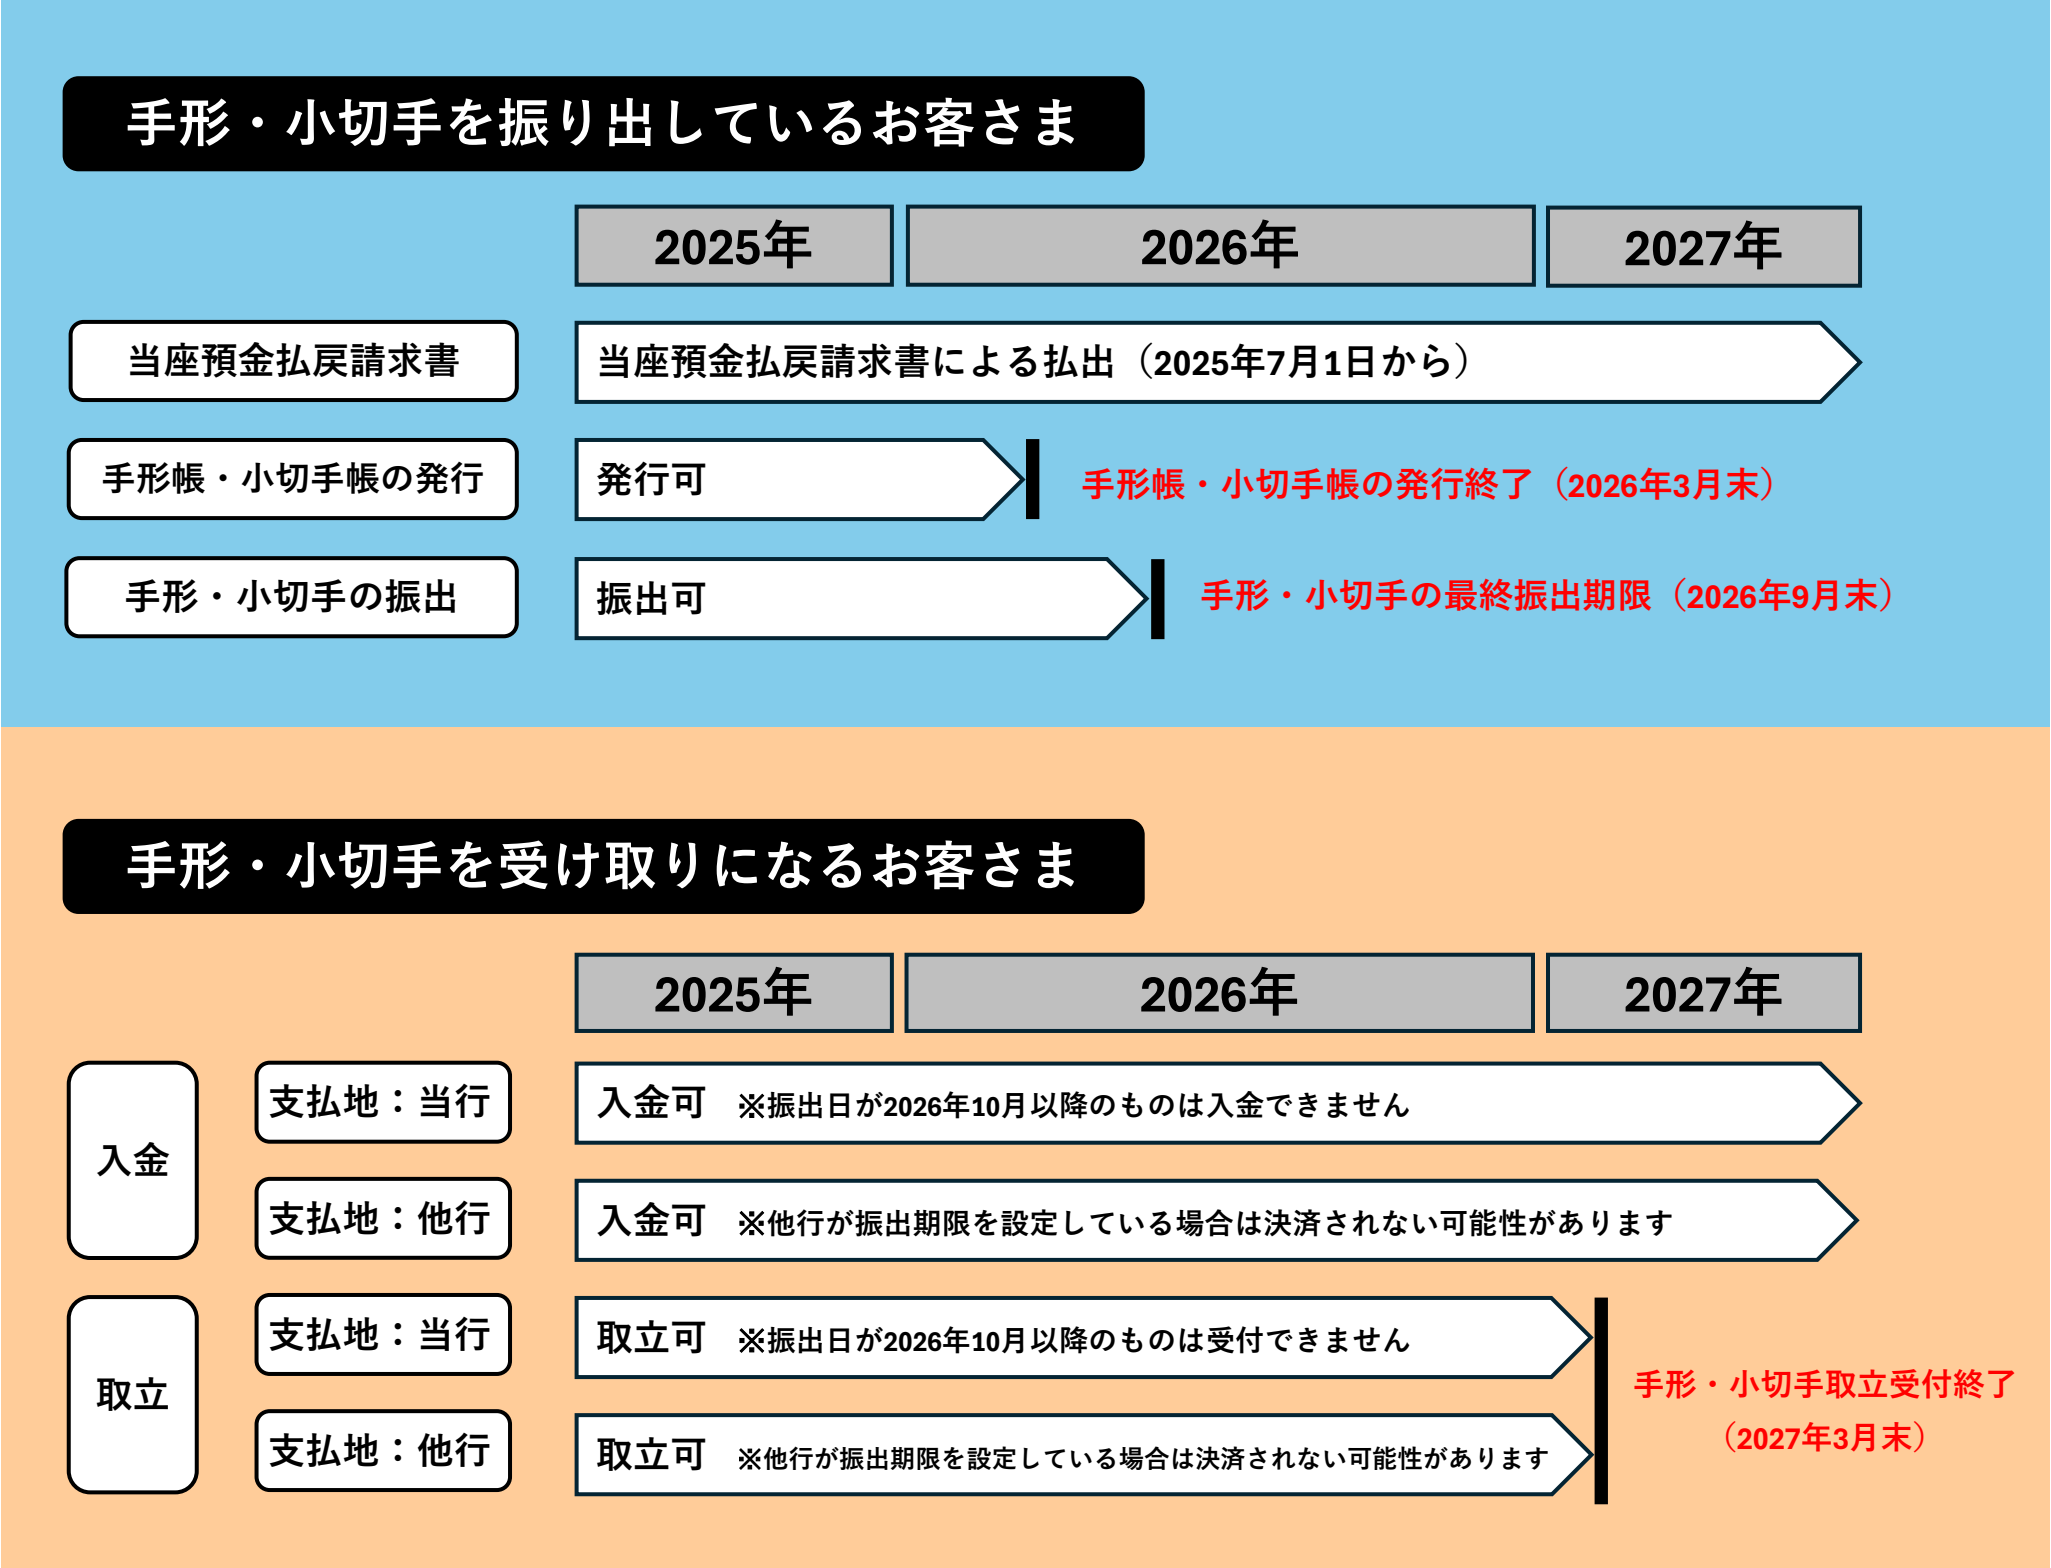 手形・小切手を振り出しているお客さま
2025年
2026年
2027年
当座預金払戻請求書
当座預金払戻請求書による払出（2025年7月1日から）
手形帳・小切手帳の発行
発行可
手形帳・小切手帳の発行終了（2026年3月末）
手形・小切手の振出
振出可
手形・小切手の最終振出期限（2026年9月末）
手形・小切手を受け取りになるお客さま
2025年
2026年
2027年
入金
支払地：当行
入金可　※振出日が2026年10月以降のものは入金できません
支払地：他行
入金可　※他行が振出期限を設定している場合は決済されない可能性があります
取立
支払地：当行
取立可　※振出日が2026年10月以降のものは受付できません
支払地：他行
取立可　※他行が振出期限を設定している場合は決済されない可能性があります
手形・小切手取立受付終了
（2027年3月末）